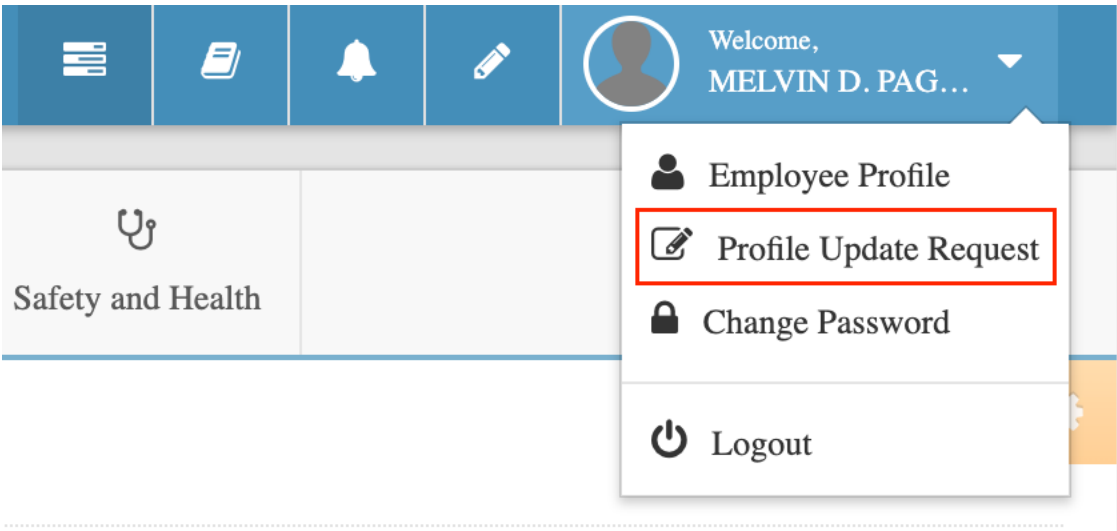 Welcome,
MELVIN D. PAG...
Employee Profile
Profile Update Request
Safety and Health
Change Password
Logout